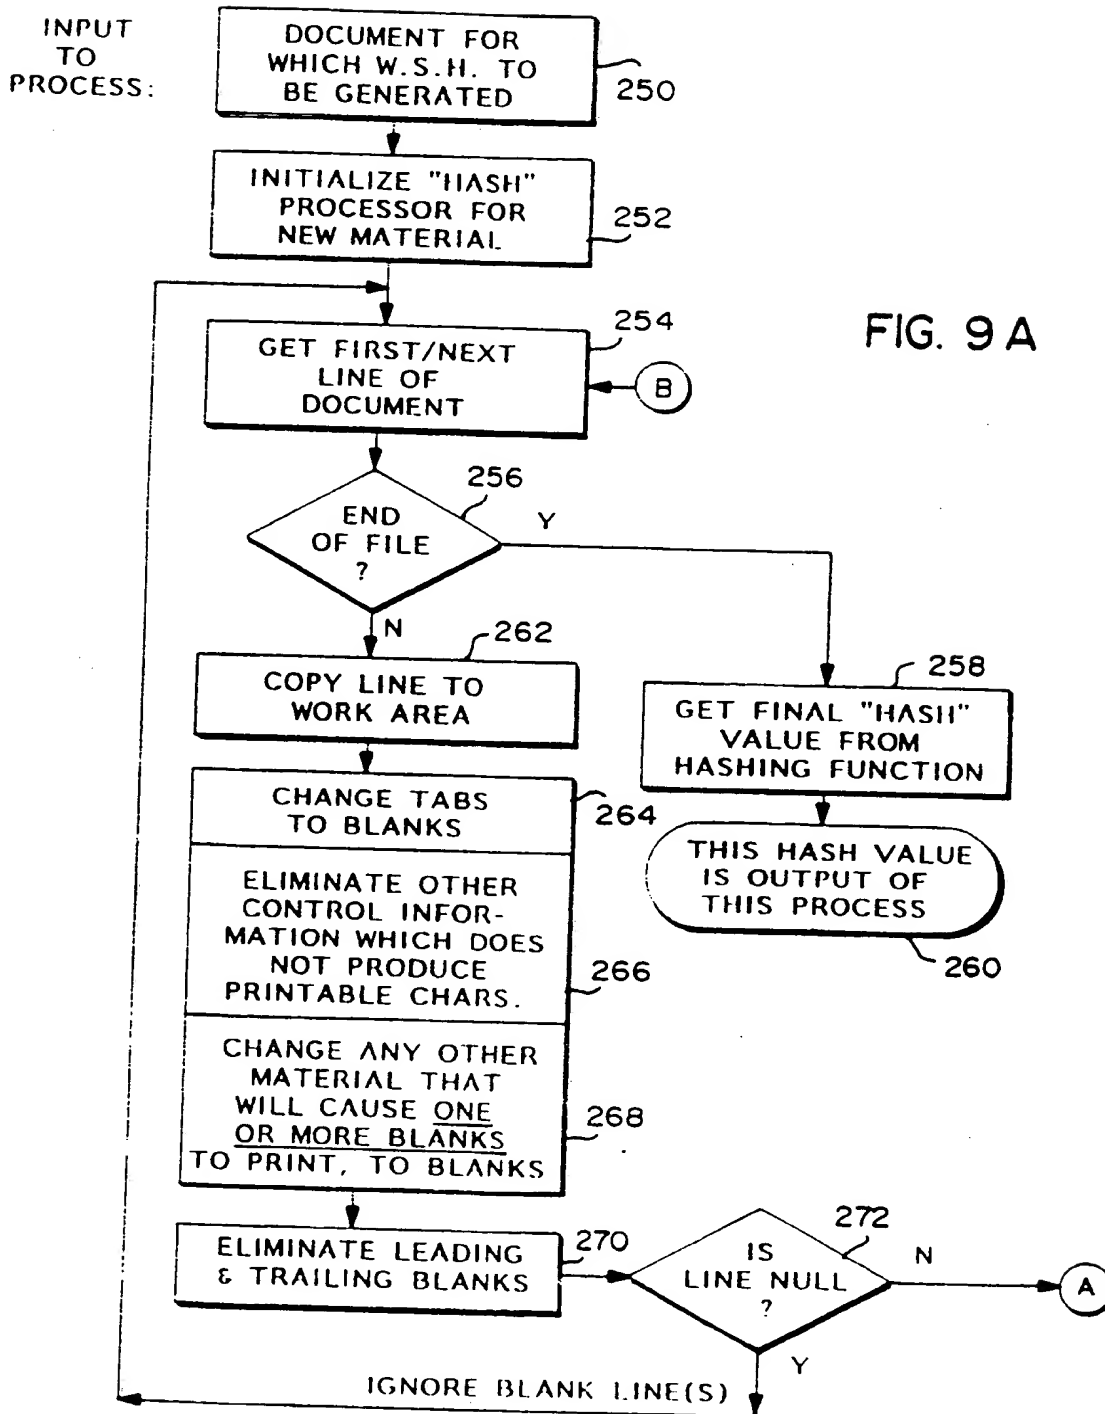 INPUT
TO
PROCESS:
DOCUMENT FOR
WHICH W.S.H. TO
BE GENERATED
250
INITIALIZE "HASH"
PROCESSOR FOR
NEW MATERIAL
252
254
GET FIRST/NEXT
LINE OF
DOCUMENT
B
FIG. 9A
256
END
OF FILE
?
Y
N
262
COPY LINE TO
WORK AREA
258
GET FINAL "HASH"
VALUE FROM
HASHING FUNCTION
CHANGE TABS
TO BLANKS
264
THIS HASH VALUE
IS OUTPUT OF
THIS PROCESS
260
ELIMINATE OTHER
CONTROL INFOR-
MATION WHICH DOES
NOT PRODUCE
PRINTABLE CHARS.
266
CHANGE ANY OTHER
MATERIAL THAT
WILL CAUSE ONE
OR MORE BLANKS
TO PRINT, TO BLANKS
268
ELIMINATE LEADING
& TRAILING BLANKS
270
272
IS
LINE NULL
?
N
A
Y
IGNORE BLANK LINE(S)